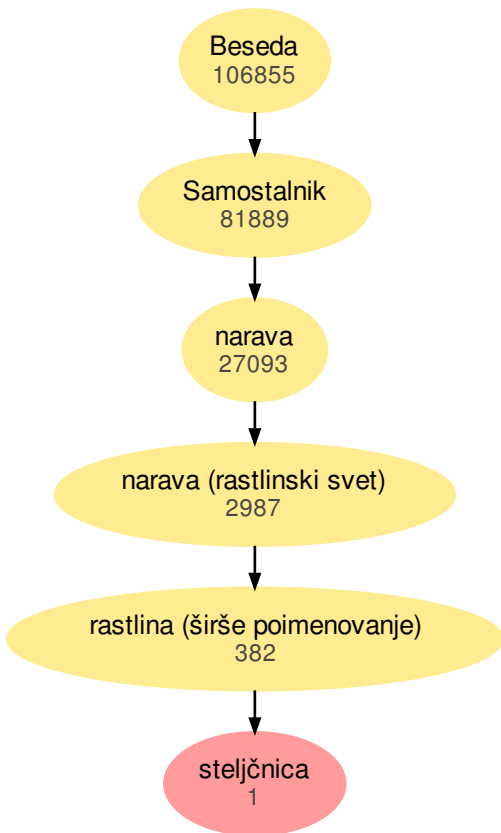 Beseda
106855
Samostalnik
81889
narava
27093
narava (rastlinski svet)
2987
rastlina (širše poimenovanje)
382
steljčnica
1